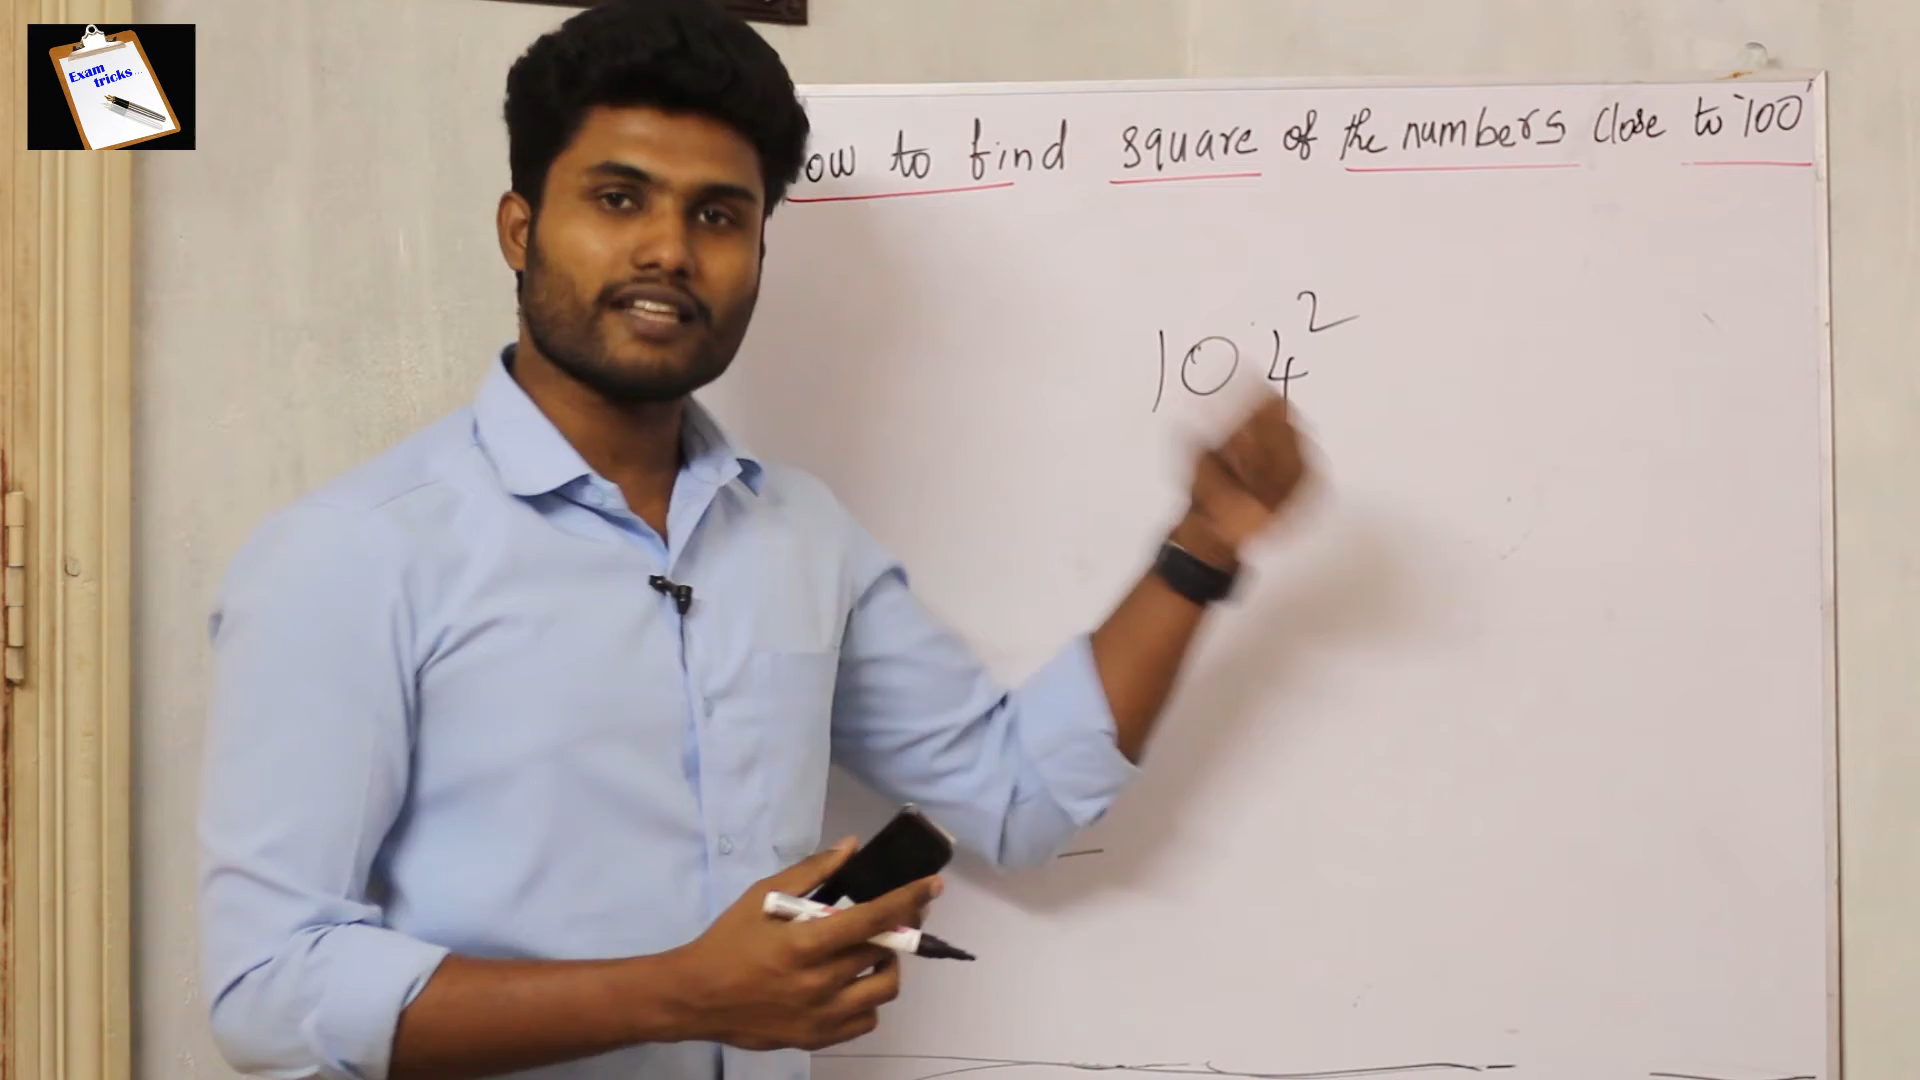 Exam
tricks...
ow to find square of the numbers close to '100'
104²